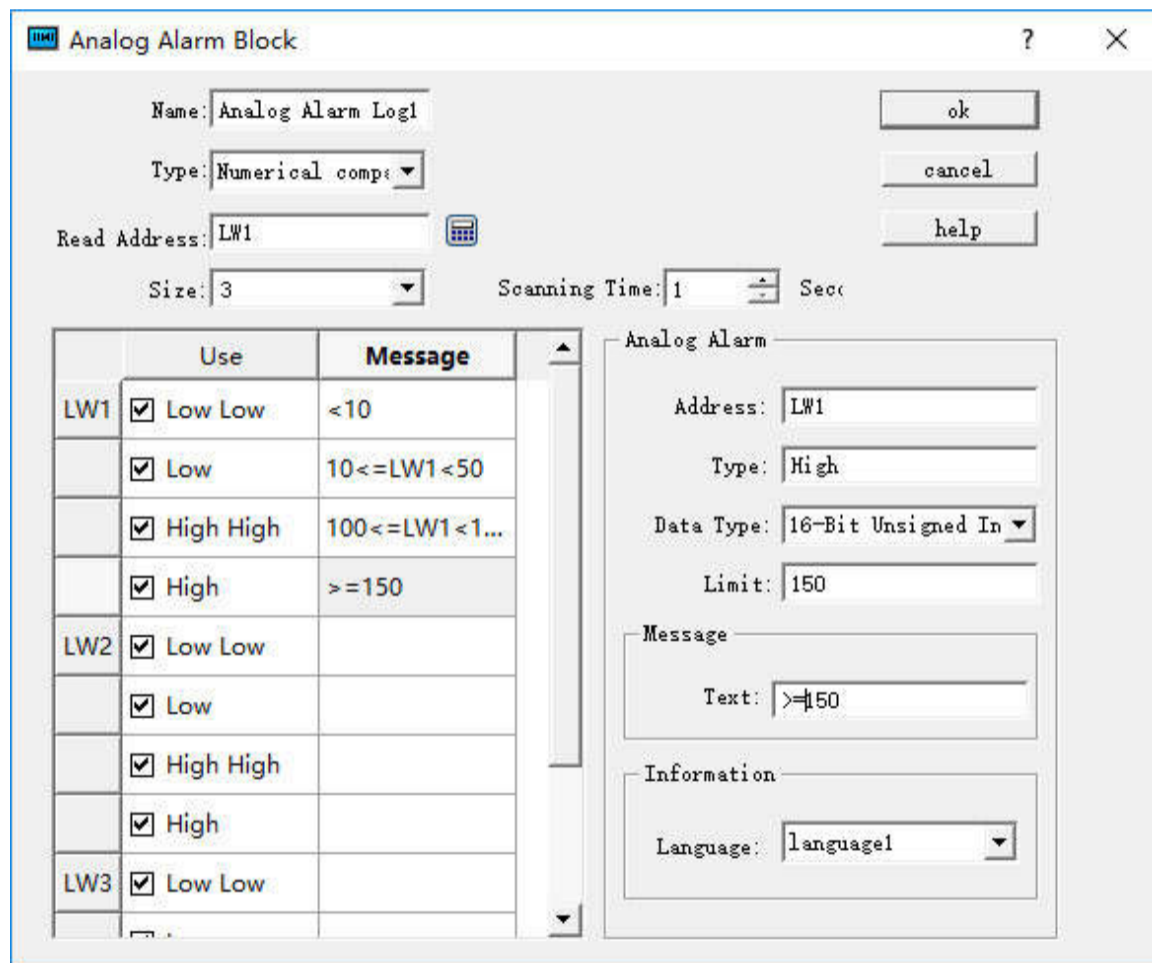 Analog Alarm Block
Name: Analog Alarm Log1
ok
Type: Numerical comp
cancel
Read Address: LW1
help
Size: 3
Scanning Time: 1 Sec
Use Message
LW1 Low Low <10
Low 10<=LW1<50
High High 100<=LW1<1...
High >=150
LW2 Low Low
Low
High High
High
LW3 Low Low
Analog Alarm
Address: LW1
Type: High
Data Type: 16-Bit Unsigned In
Limit: 150
Message
Text: >=150
Information
Language: language1